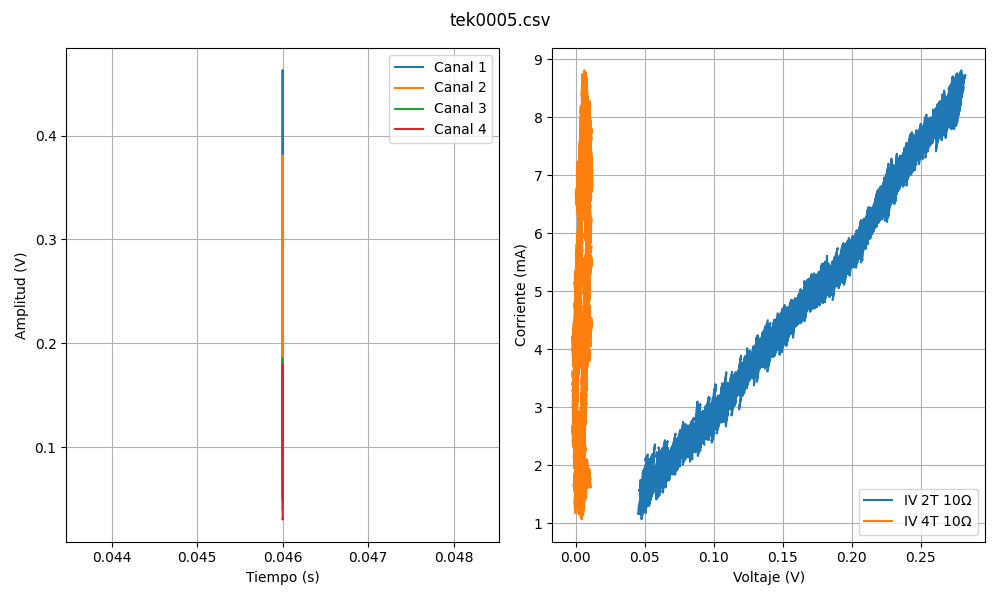 tek0005.csv
Amplitud (V)
0.4
0.3
0.2
0.1
Canal 1
Canal 2
Canal 3
Canal 4
0.044 0.045 0.046 0.047 0.048
Tiempo (s)
Corriente (mA)
9
8
7
6
5
4
3
2
1
IV 2T 10Ω
IV 4T 10Ω
0.00 0.05 0.10 0.15 0.20 0.25
Voltaje (V)